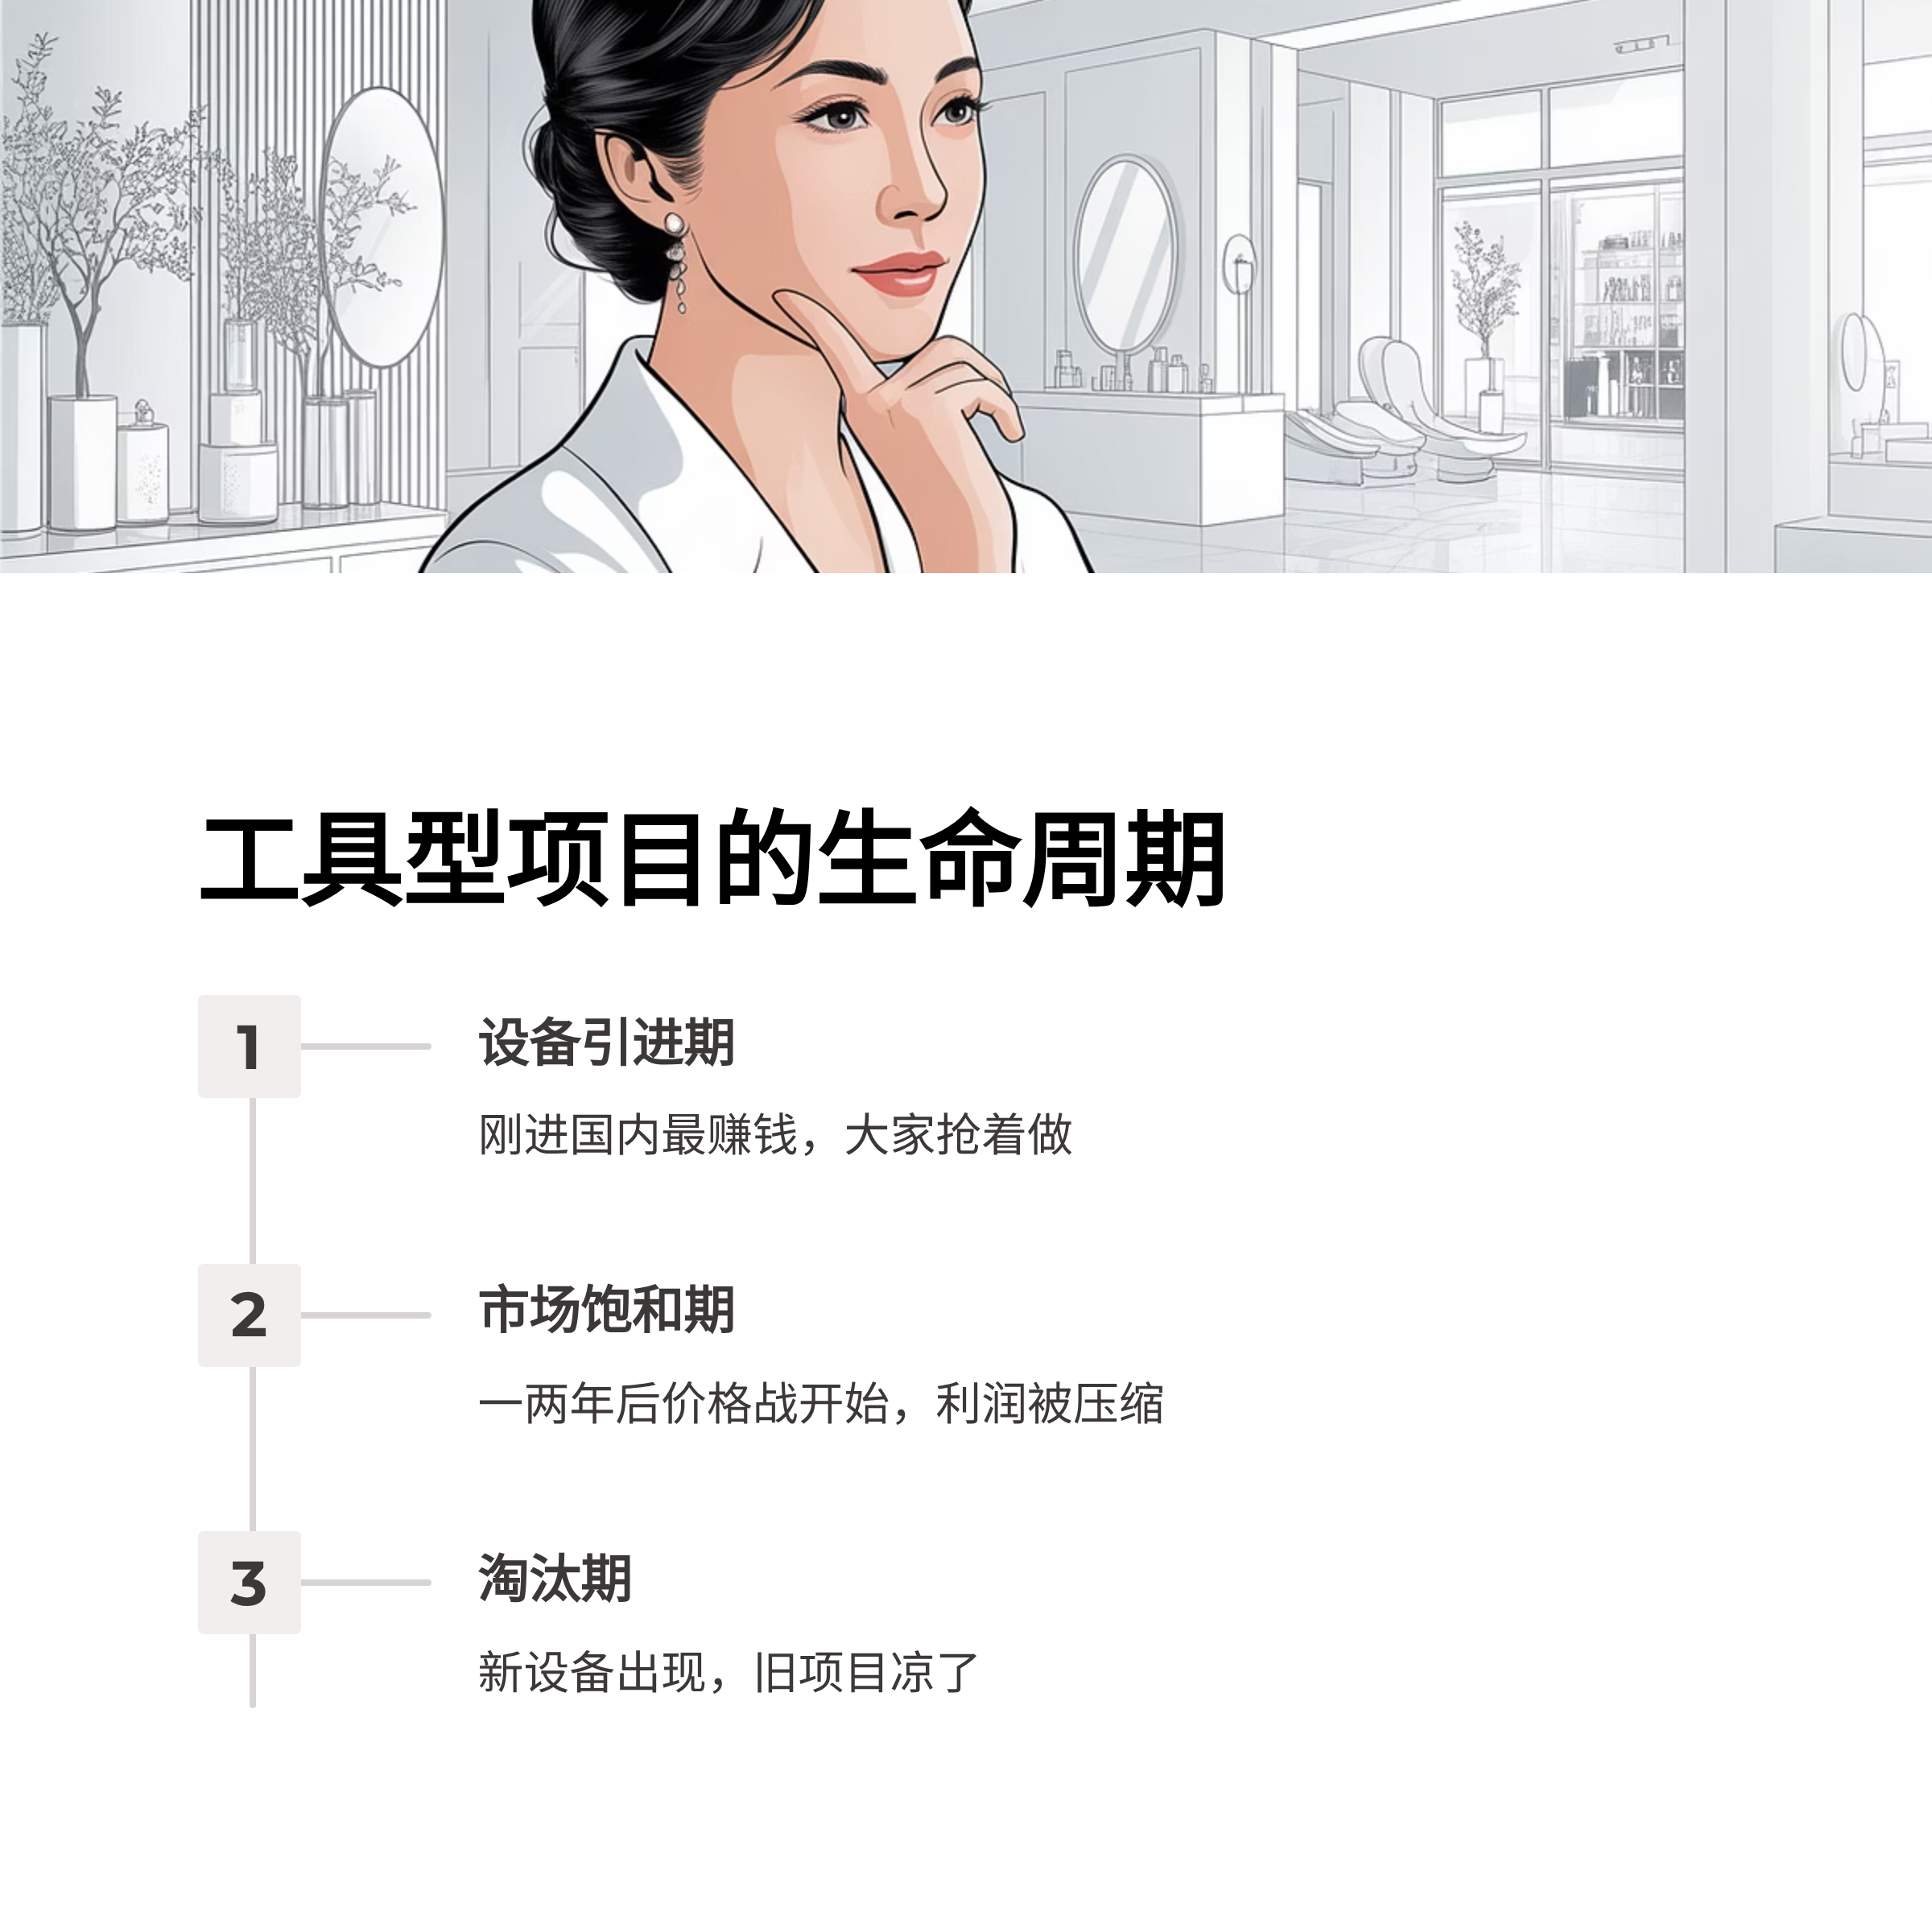 工具型项目的生命周期
1
设备引进期
刚进国内最赚钱，大家抢着做
2
市场饱和期
一两年后价格战开始，利润被压缩
3
淘汰期
新设备出现，旧项目凉了